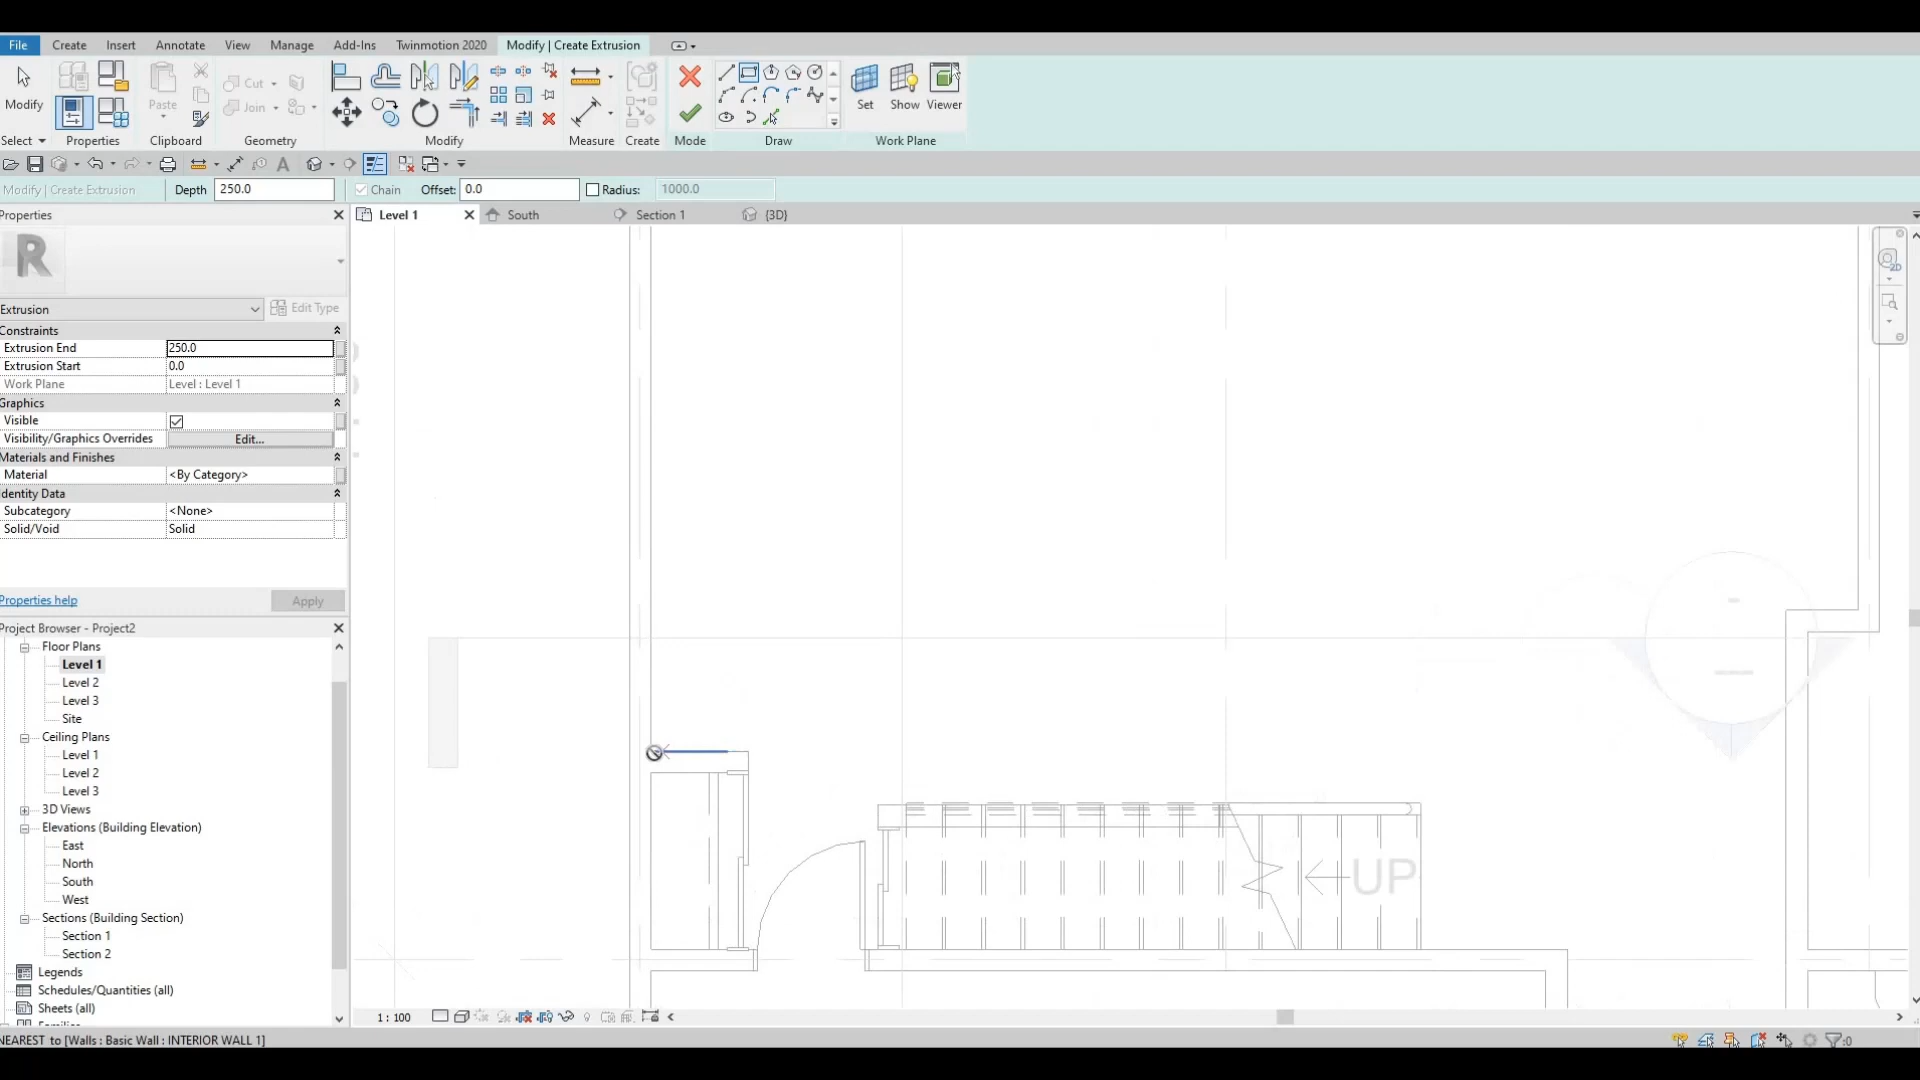 File Create Insert Annotate View Manage Add-Ins Twinmotion 2020 Modify | Create Extrusion
Modify Paste Cut Join Set Show Viewer
Select Properties Clipboard Geometry Modify Measure Create Mode Draw Work Plane
Modify | Create Extrusion Depth 250.0 Chain Offset: 0.0 Radius: 1000.0
Properties Level 1 South Section 1 {3D}
R
2D
Extrusion Edit Type
Constraints
Extrusion End 250.0
Extrusion Start 0.0
Work Plane Level : Level 1
Graphics
Visible
Visibility/Graphics Overrides Edit...
Materials and Finishes
Material <By Category>
Identity Data
Subcategory <None>
Solid/Void Solid
Properties help Apply
Project Browser - Project2
Floor Plans
Level 1
Level 2
Level 3
Site
Ceiling Plans
Level 1
Level 2
Level 3
3D Views
Elevations (Building Elevation)
East
North
South
West
Sections (Building Section)
Section 1
Section 2
Legends
Schedules/Quantities (all)
Sheets (all)
UP
1 : 100
NEAREST to [Walls : Basic Wall : INTERIOR WALL 1]
:0